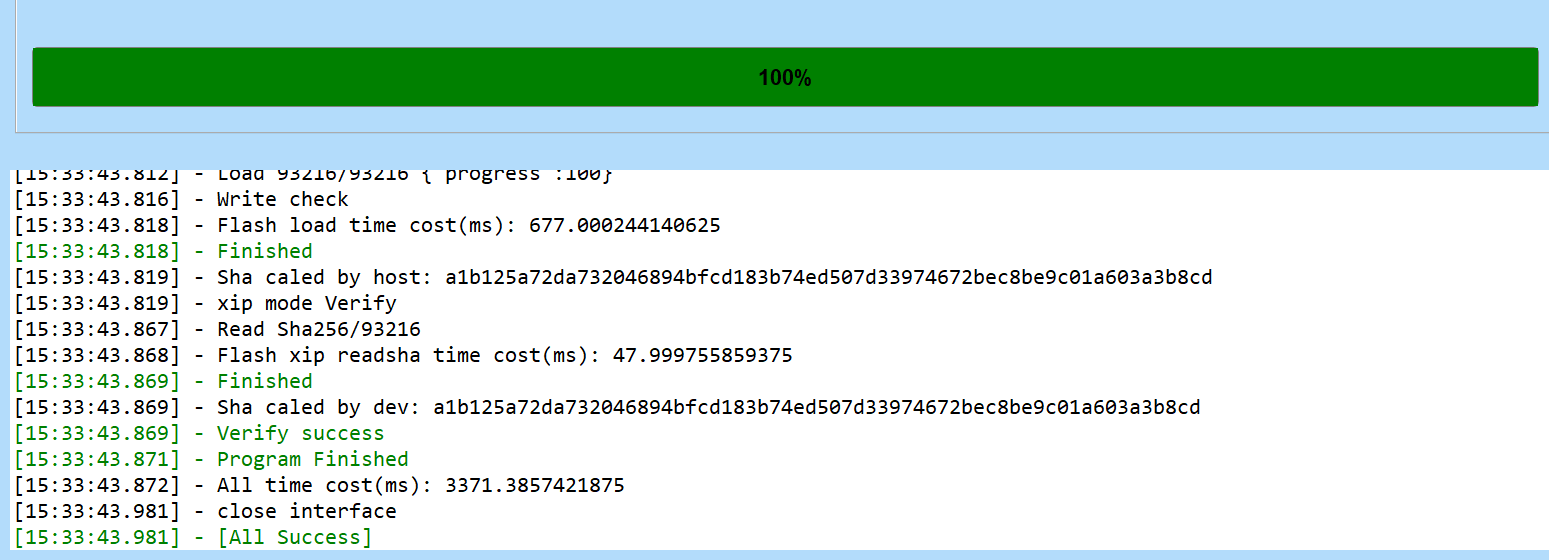 100%
[15:33:43.812] - Load 93216/93216 {"progress":100}
[15:33:43.816] - Write check
[15:33:43.818] - Flash load time cost(ms): 677.000244140625
[15:33:43.818] - Finished
[15:33:43.819] - Sha caled by host: a1b125a72da732046894bfcd183b74ed507d33974672bec8be9c01a603a3b8cd
[15:33:43.819] - xip mode Verify
[15:33:43.867] - Read Sha256/93216
[15:33:43.868] - Flash xip readsha time cost(ms): 47.999755859375
[15:33:43.869] - Finished
[15:33:43.869] - Sha caled by dev: a1b125a72da732046894bfcd183b74ed507d33974672bec8be9c01a603a3b8cd
[15:33:43.869] - Verify success
[15:33:43.871] - Program Finished
[15:33:43.872] - All time cost(ms): 3371.3857421875
[15:33:43.981] - close interface
[15:33:43.981] - [All Success]